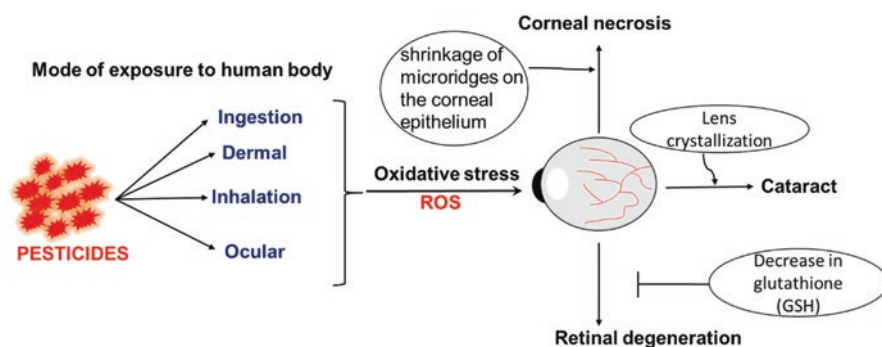 Corneal necrosis
shrinkage of
microridges on
the corneal
epithelium
Mode of exposure to human body
Ingestion
Dermal
Inhalation
Ocular
PESTICIDES
Oxidative stress
ROS
Lens
crystallization
Cataract
Decrease in
glutathione
(GSH)
Retinal degeneration